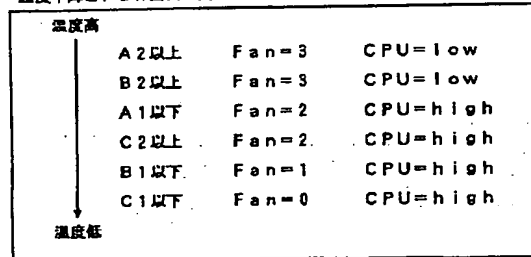 温度高
A2以上 Fan=3 CPU=low
B2以上 Fan=3 CPU=low
A1以下 Fan=2 CPU=high
C2以上 Fan=2 CPU=high
B1以下 Fan=1 CPU=high
C1以下 Fan=0 CPU=high
温度低